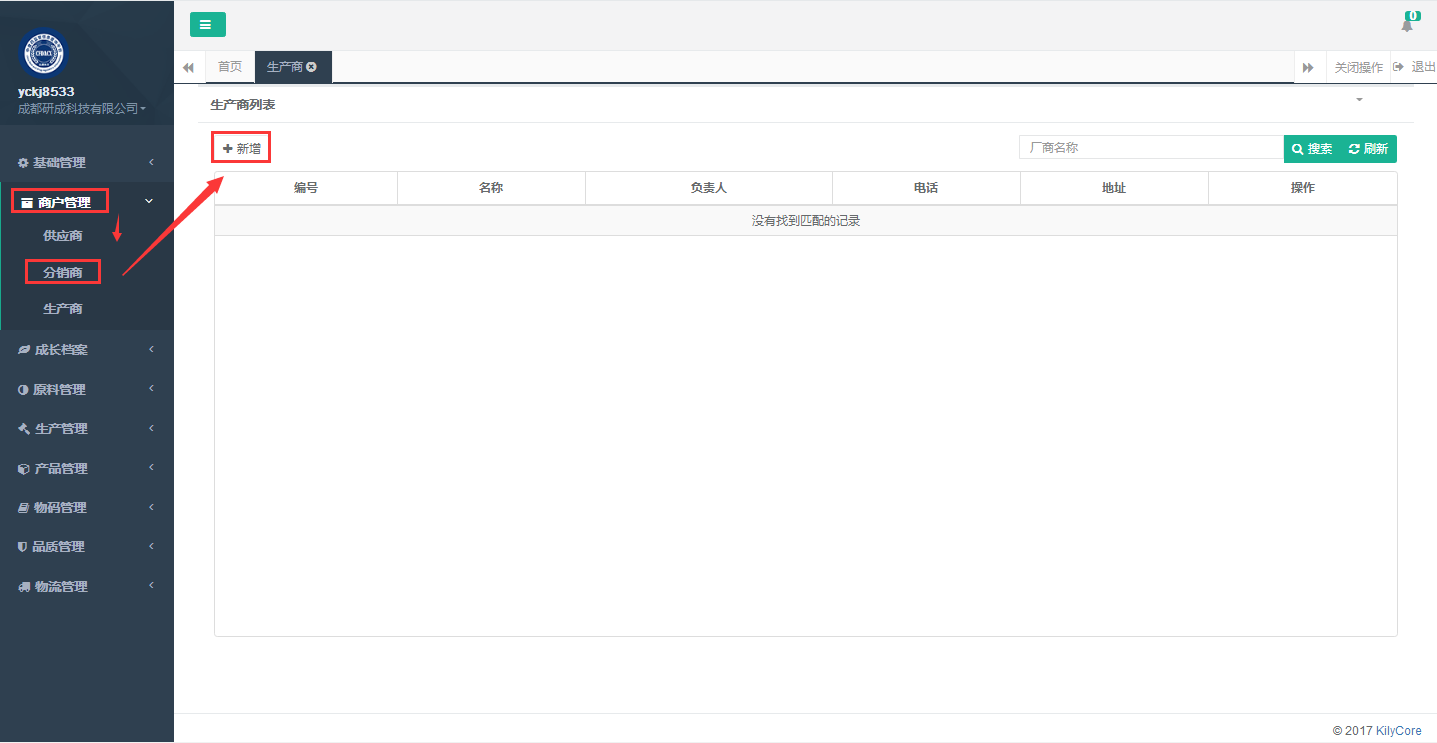 yckj8533
成都研成科技有限公司
基础管理
商户管理
供应商
分销商
生产商
成长档案
原料管理
生产管理
产品管理
物码管理
品质管理
物流管理
0
首页
生产商
关闭操作
退出
生产商列表
新增
厂商名称
搜索
刷新
编号 名称 负责人 电话 地址 操作
没有找到匹配的记录
© 2017 KilyCore